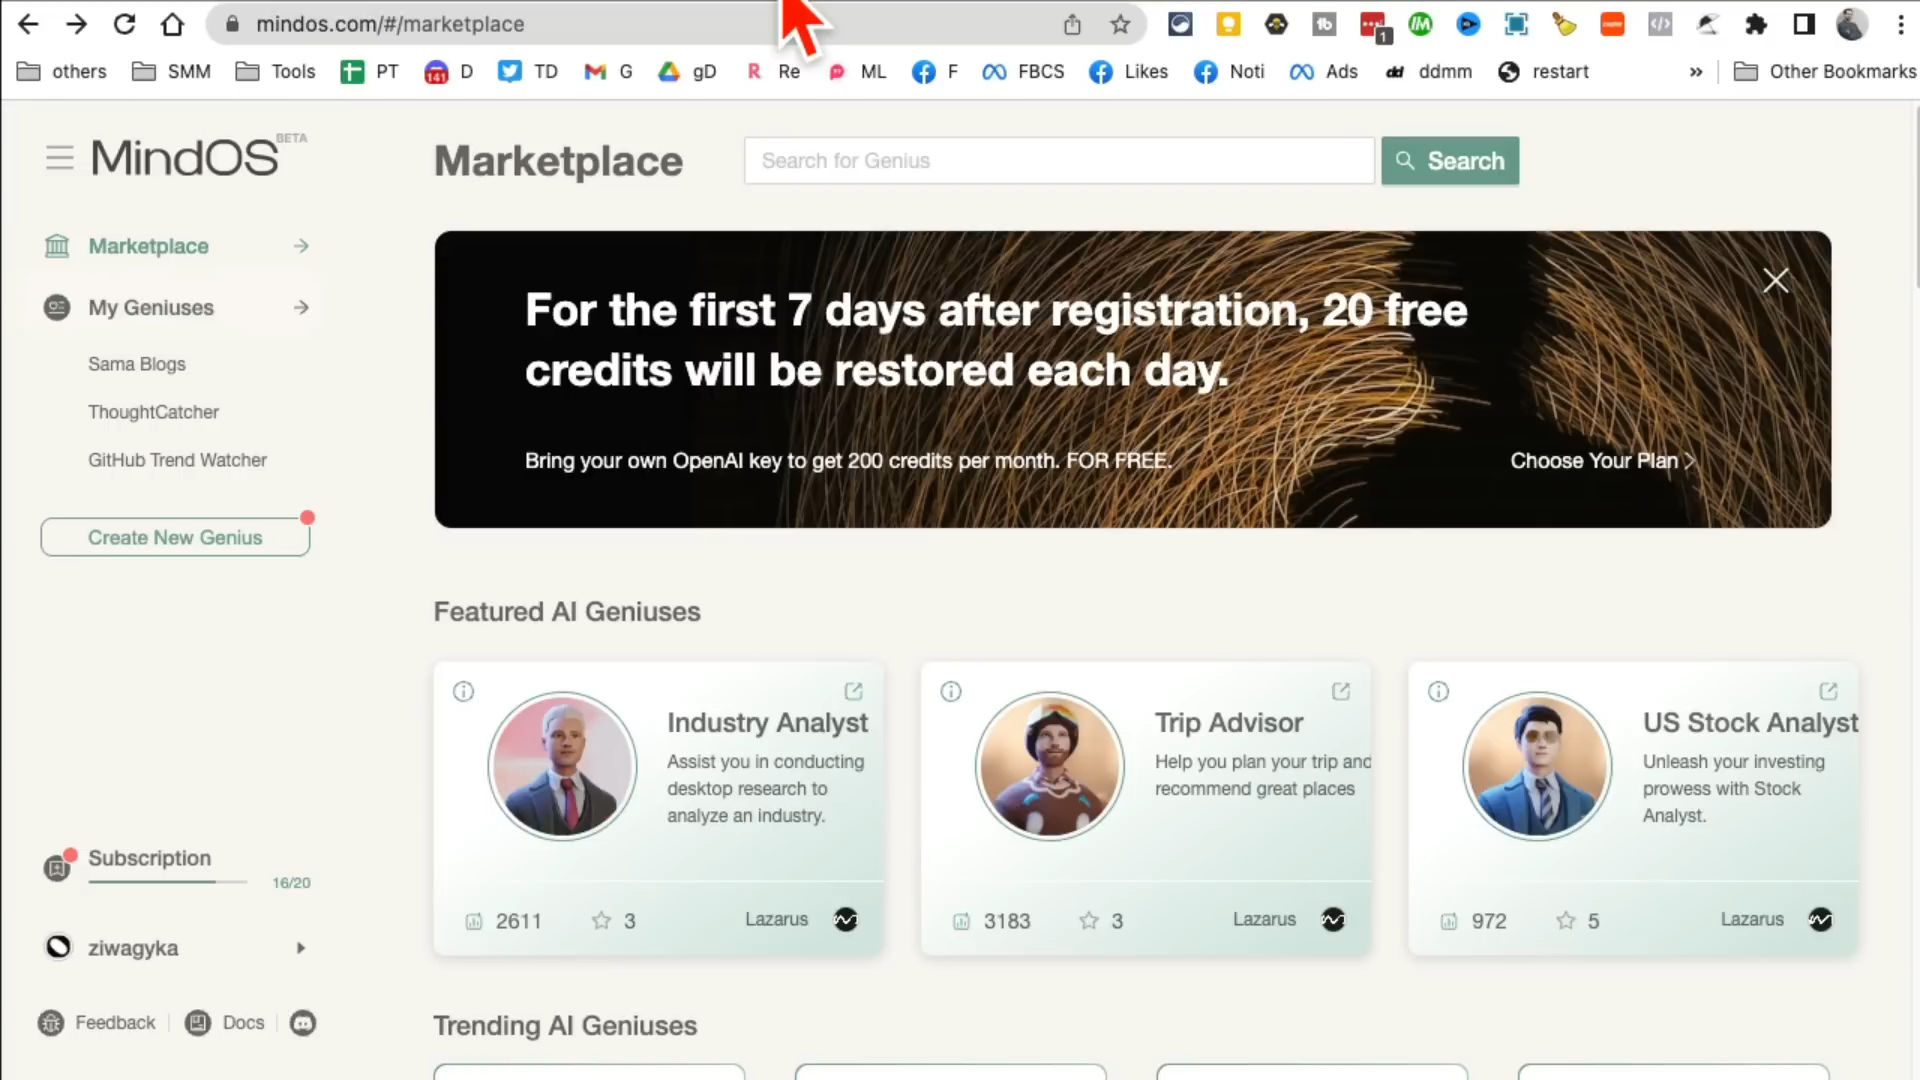 mindos.com/#/marketplace
1
others
SMM
Tools
PT
141
D
TD
G
gD
R
Re
ML
F
FBCS
Likes
Noti
Ads
dd
ddmm
restart
»
Other Bookmarks
MindOS BETA
Marketplace
Search for Genius
Search
Marketplace
My Geniuses
Sama Blogs
ThoughtCatcher
GitHub Trend Watcher
Create New Genius
Subscription
16/20
ziwagyka
Feedback
Docs
For the first 7 days after registration, 20 free
credits will be restored each day.
Bring your own OpenAI key to get 200 credits per month. FOR FREE.
Choose Your Plan
Featured AI Geniuses
Industry Analyst
Assist you in conducting
desktop research to
analyze an industry.
2611
3
Lazarus
Trip Advisor
Help you plan your trip and
recommend great places
3183
3
Lazarus
US Stock Analyst
Unleash your investing
prowess with Stock
Analyst.
972
5
Lazarus
Trending AI Geniuses